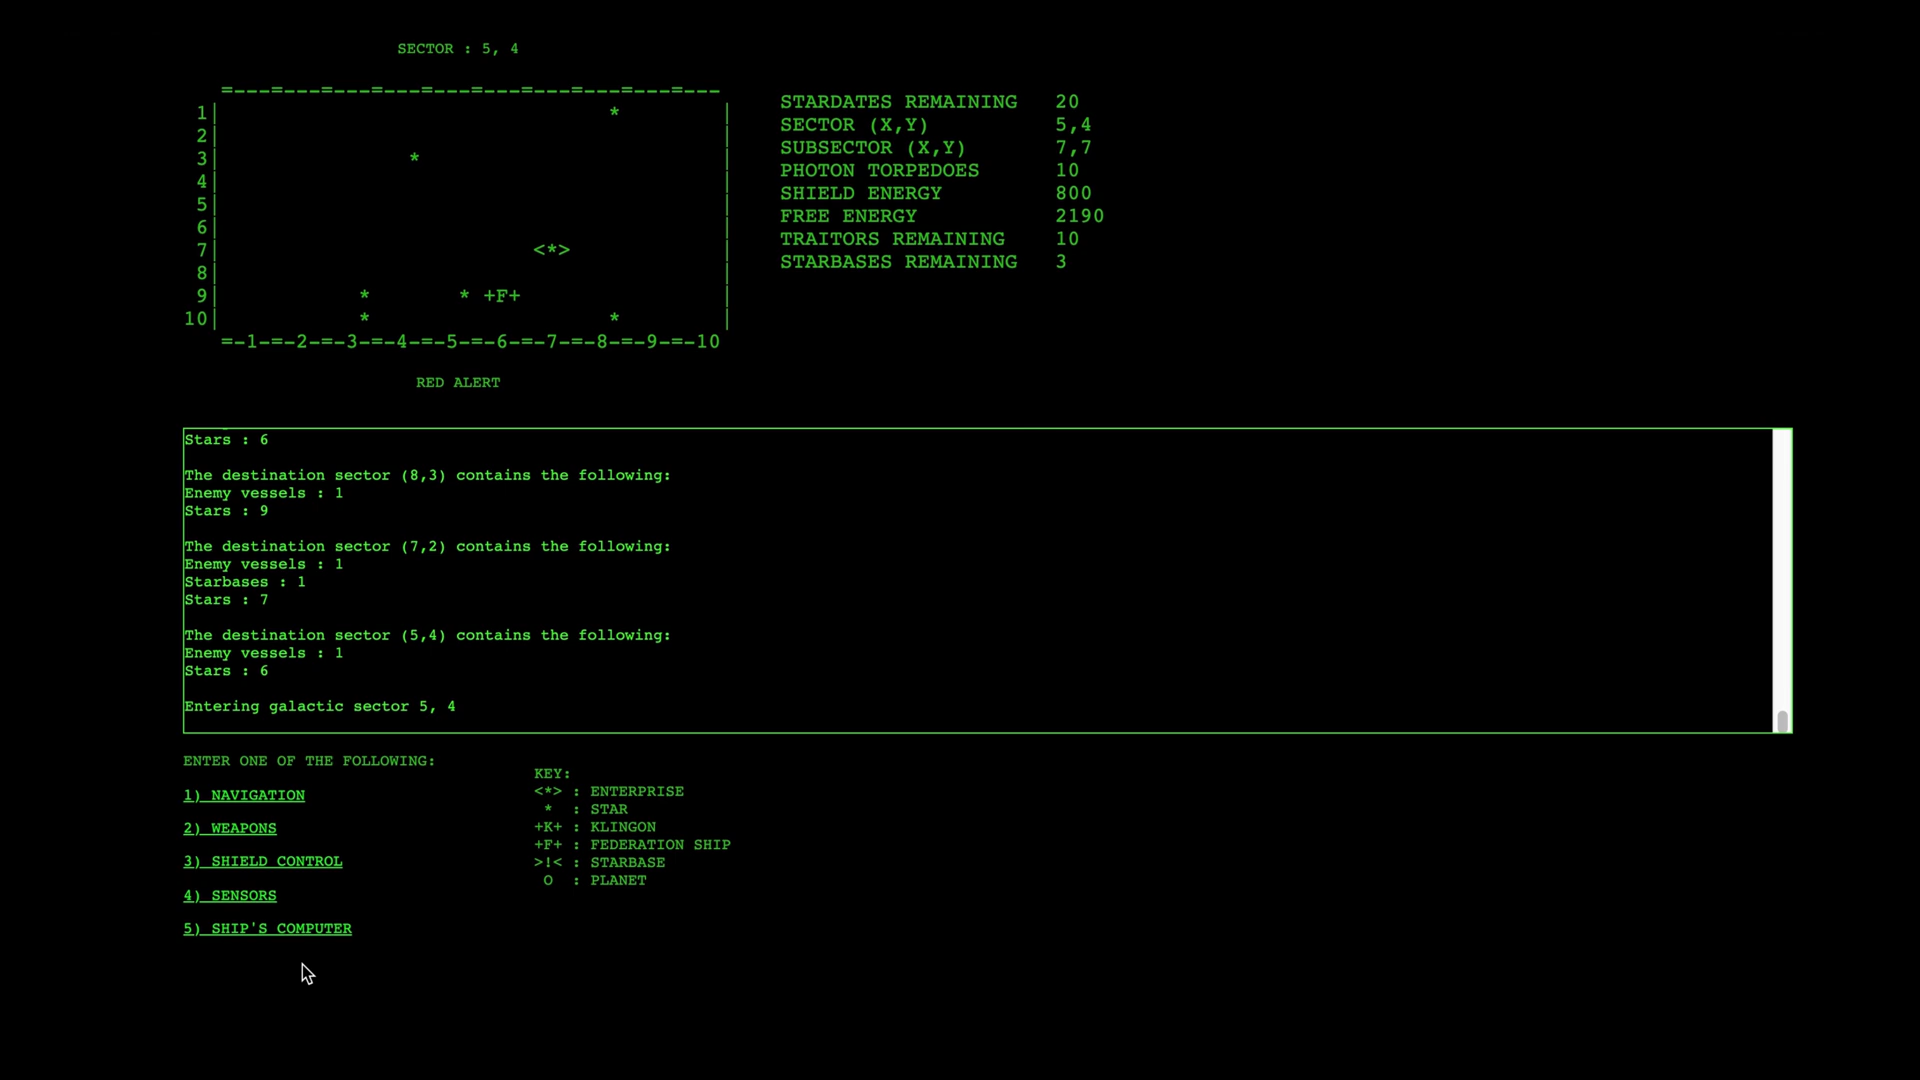 SECTOR : 5, 4
=---=---=---=---=---=---=---=---=---=---
1| * |
2| |
3| * |
4| |
5| |
6| |
7| <*> |
8| |
9| * * +F+ |
10| * * |
=-1-=-2-=-3-=-4-=-5-=-6-=-7-=-8-=-9-=-10
RED ALERT
STARDATES REMAINING 20
SECTOR (X,Y) 5,4
SUBSECTOR (X,Y) 7,7
PHOTON TORPEDOES 10
SHIELD ENERGY 800
FREE ENERGY 2190
TRAITORS REMAINING 10
STARBASES REMAINING 3
Stars : 6
The destination sector (8,3) contains the following:
Enemy vessels : 1
Stars : 9
The destination sector (7,2) contains the following:
Enemy vessels : 1
Starbases : 1
Stars : 7
The destination sector (5,4) contains the following:
Enemy vessels : 1
Stars : 6
Entering galactic sector 5, 4
ENTER ONE OF THE FOLLOWING:
1) NAVIGATION
2) WEAPONS
3) SHIELD CONTROL
4) SENSORS
5) SHIP'S COMPUTER
KEY:
<*> : ENTERPRISE
* : STAR
+K+ : KLINGON
+F+ : FEDERATION SHIP
>!< : STARBASE
O : PLANET